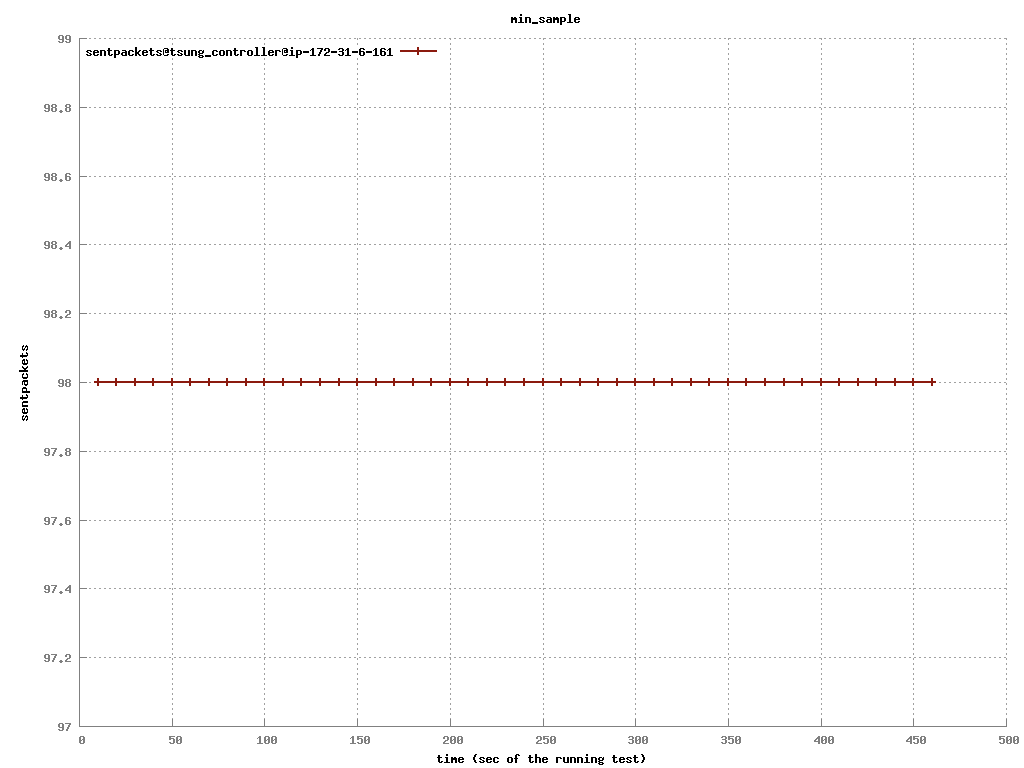 min_sample
99
sentpackets@tsung_controller@ip-172-31-6-161
98.8
98.6
98.4
98.2
98
97.8
97.6
97.4
97.2
97
sentpackets
0 50 100 150 200 250 300 350 400 450 500
time (sec of the running test)